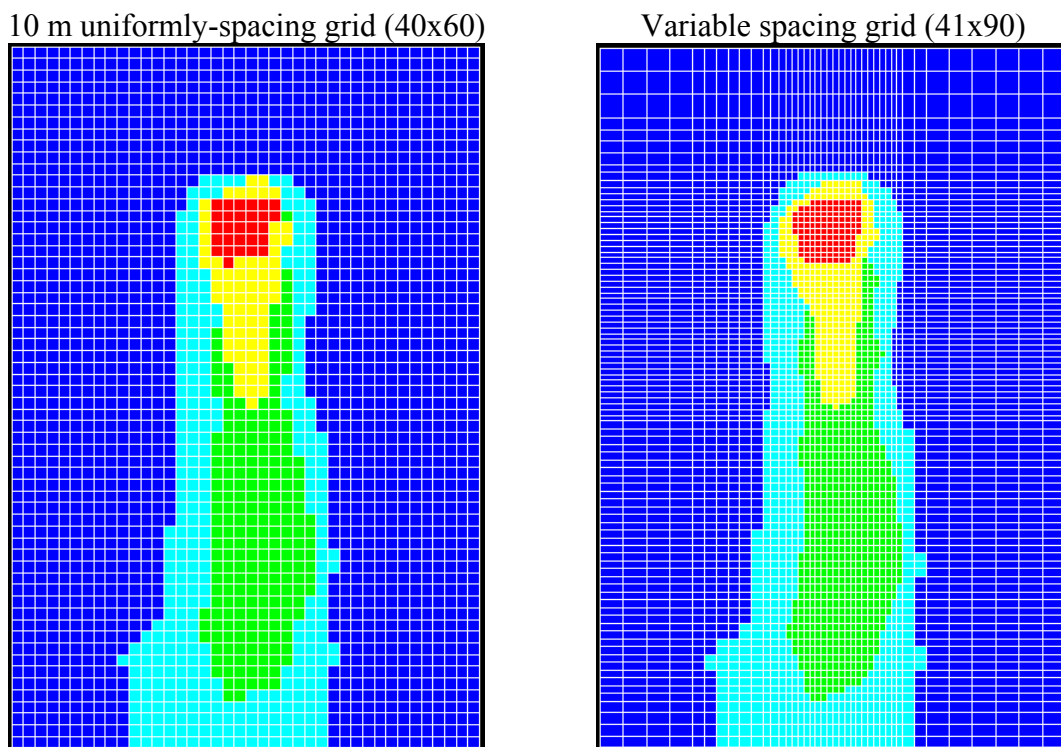 10 m uniformly-spacing grid (40x60)
Variable spacing grid (41x90)